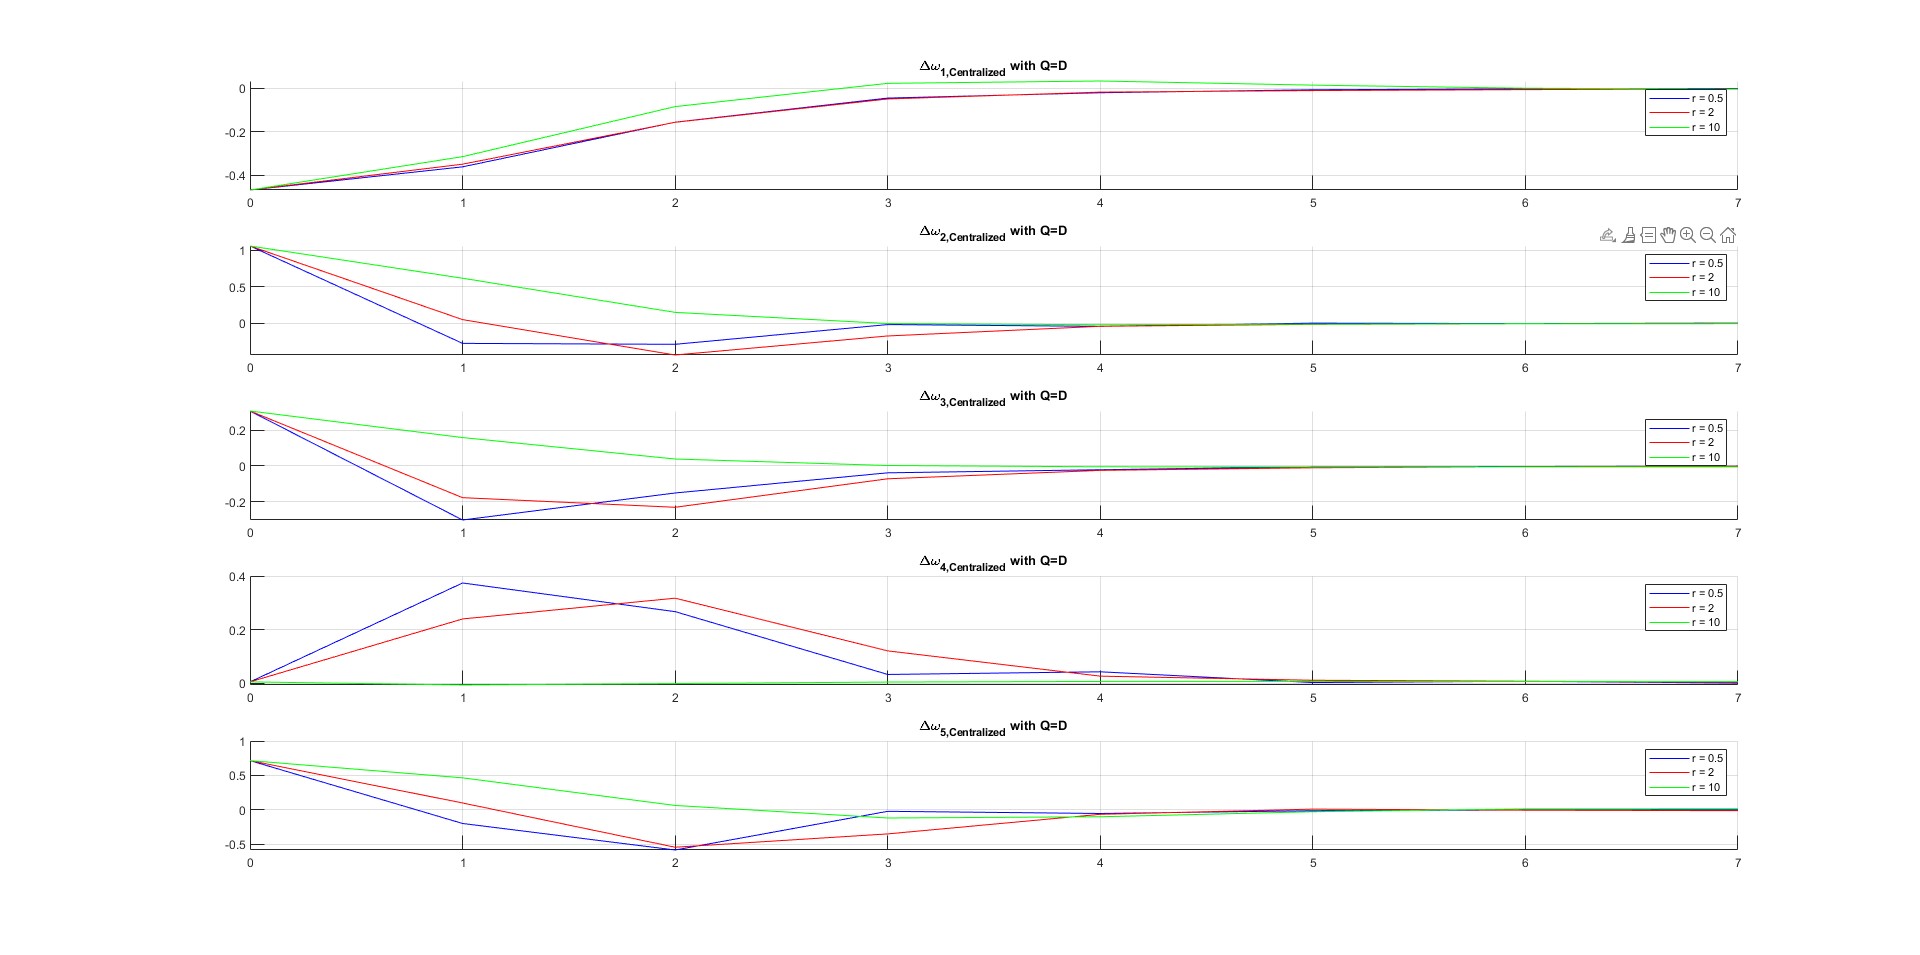 Δω1,Centralized with Q=D
0
-0.2
-0.4
r = 0.5
r = 2
r = 10
0 1 2 3 4 5 6 7
Δω2,Centralized with Q=D
1
0.5
0
r = 0.5
r = 2
r = 10
0 1 2 3 4 5 6 7
Δω3,Centralized with Q=D
0.2
0
-0.2
r = 0.5
r = 2
r = 10
0 1 2 3 4 5 6 7
Δω4,Centralized with Q=D
0.4
0.2
0
r = 0.5
r = 2
r = 10
0 1 2 3 4 5 6 7
Δω5,Centralized with Q=D
1
0.5
0
-0.5
r = 0.5
r = 2
r = 10
0 1 2 3 4 5 6 7